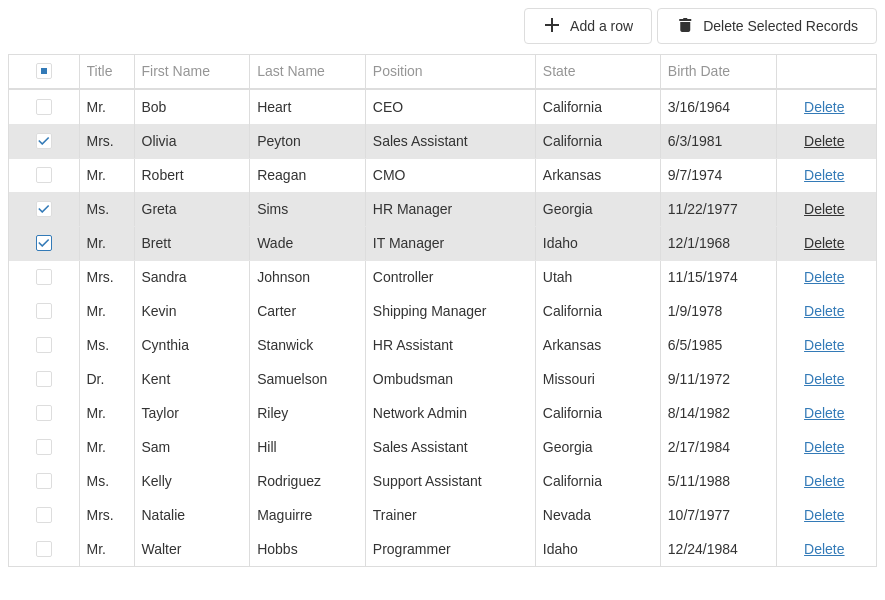 Add a row Delete Selected Records
Title First Name Last Name Position State Birth Date
Mr. Bob Heart CEO California 3/16/1964 Delete
Mrs. Olivia Peyton Sales Assistant California 6/3/1981 Delete
Mr. Robert Reagan CMO Arkansas 9/7/1974 Delete
Ms. Greta Sims HR Manager Georgia 11/22/1977 Delete
Mr. Brett Wade IT Manager Idaho 12/1/1968 Delete
Mrs. Sandra Johnson Controller Utah 11/15/1974 Delete
Mr. Kevin Carter Shipping Manager California 1/9/1978 Delete
Ms. Cynthia Stanwick HR Assistant Arkansas 6/5/1985 Delete
Dr. Kent Samuelson Ombudsman Missouri 9/11/1972 Delete
Mr. Taylor Riley Network Admin California 8/14/1982 Delete
Mr. Sam Hill Sales Assistant Georgia 2/17/1984 Delete
Ms. Kelly Rodriguez Support Assistant California 5/11/1988 Delete
Mrs. Natalie Maguirre Trainer Nevada 10/7/1977 Delete
Mr. Walter Hobbs Programmer Idaho 12/24/1984 Delete